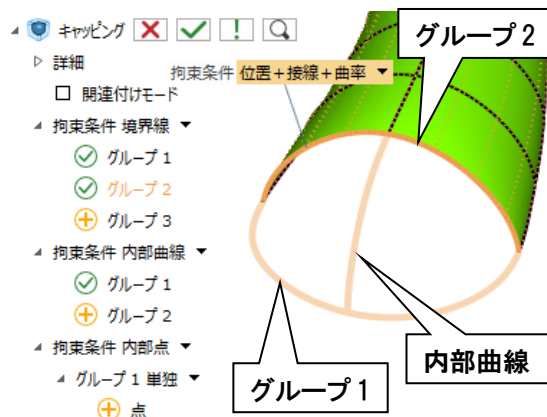 キャッピング
詳細
関連付けモード
拘束条件 境界線
グループ 1
グループ 2
グループ 3
拘束条件 内部曲線
グループ 1
グループ 2
拘束条件 内部点
グループ 1 単独
点
拘束条件 位置+接線+曲率
グループ 2
グループ 1
内部曲線